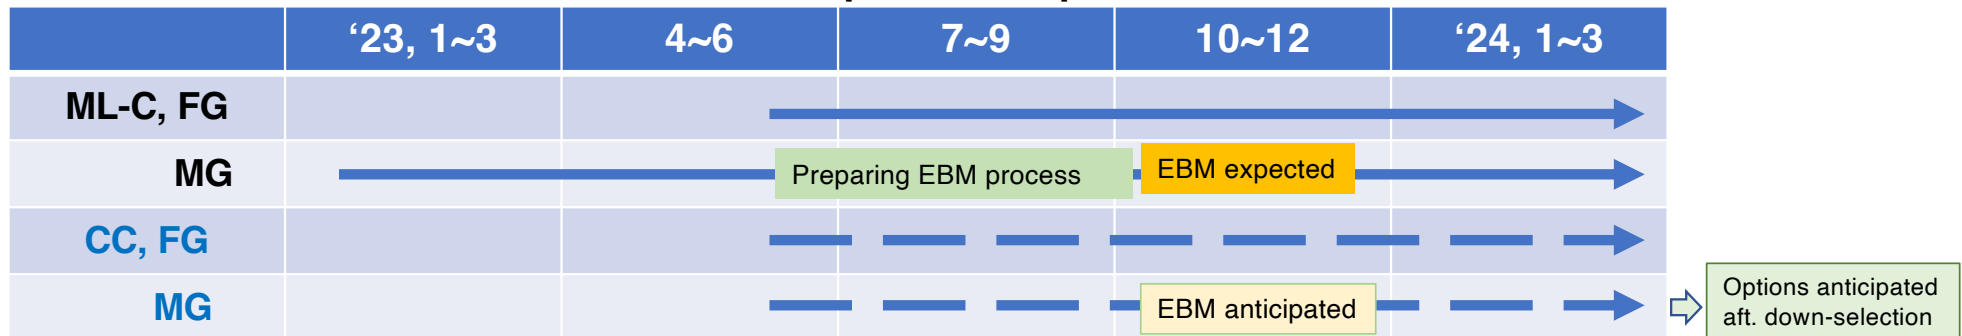 ‘23, 1~3 4~6 7~9 10~12 ‘24, 1~3
ML-C, FG
MG Preparing EBM process EBM expected
CC, FG
MG EBM anticipated
Options anticipated
aft. down-selection